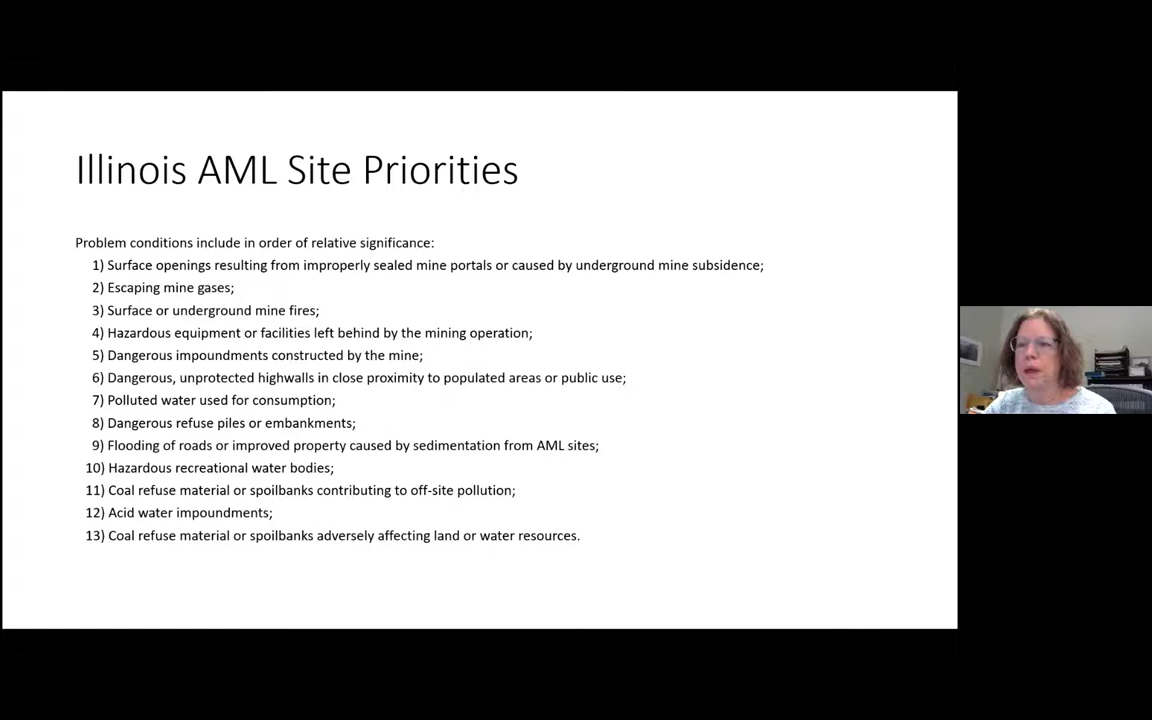 Illinois AML Site Priorities
Problem conditions include in order of relative significance:
1) Surface openings resulting from improperly sealed mine portals or caused by underground mine subsidence;
2) Escaping mine gases;
3) Surface or underground mine fires;
4) Hazardous equipment or facilities left behind by the mining operation;
5) Dangerous impoundments constructed by the mine;
6) Dangerous, unprotected highwalls in close proximity to populated areas or public use;
7) Polluted water used for consumption;
8) Dangerous refuse piles or embankments;
9) Flooding of roads or improved property caused by sedimentation from AML sites;
10) Hazardous recreational water bodies;
11) Coal refuse material or spoilbanks contributing to off-site pollution;
12) Acid water impoundments;
13) Coal refuse material or spoilbanks adversely affecting land or water resources.